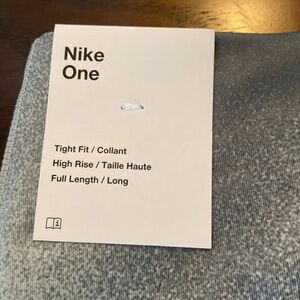 Nike
One
Tight Fit / Collant
High Rise / Taille Haute
Full Length / Long